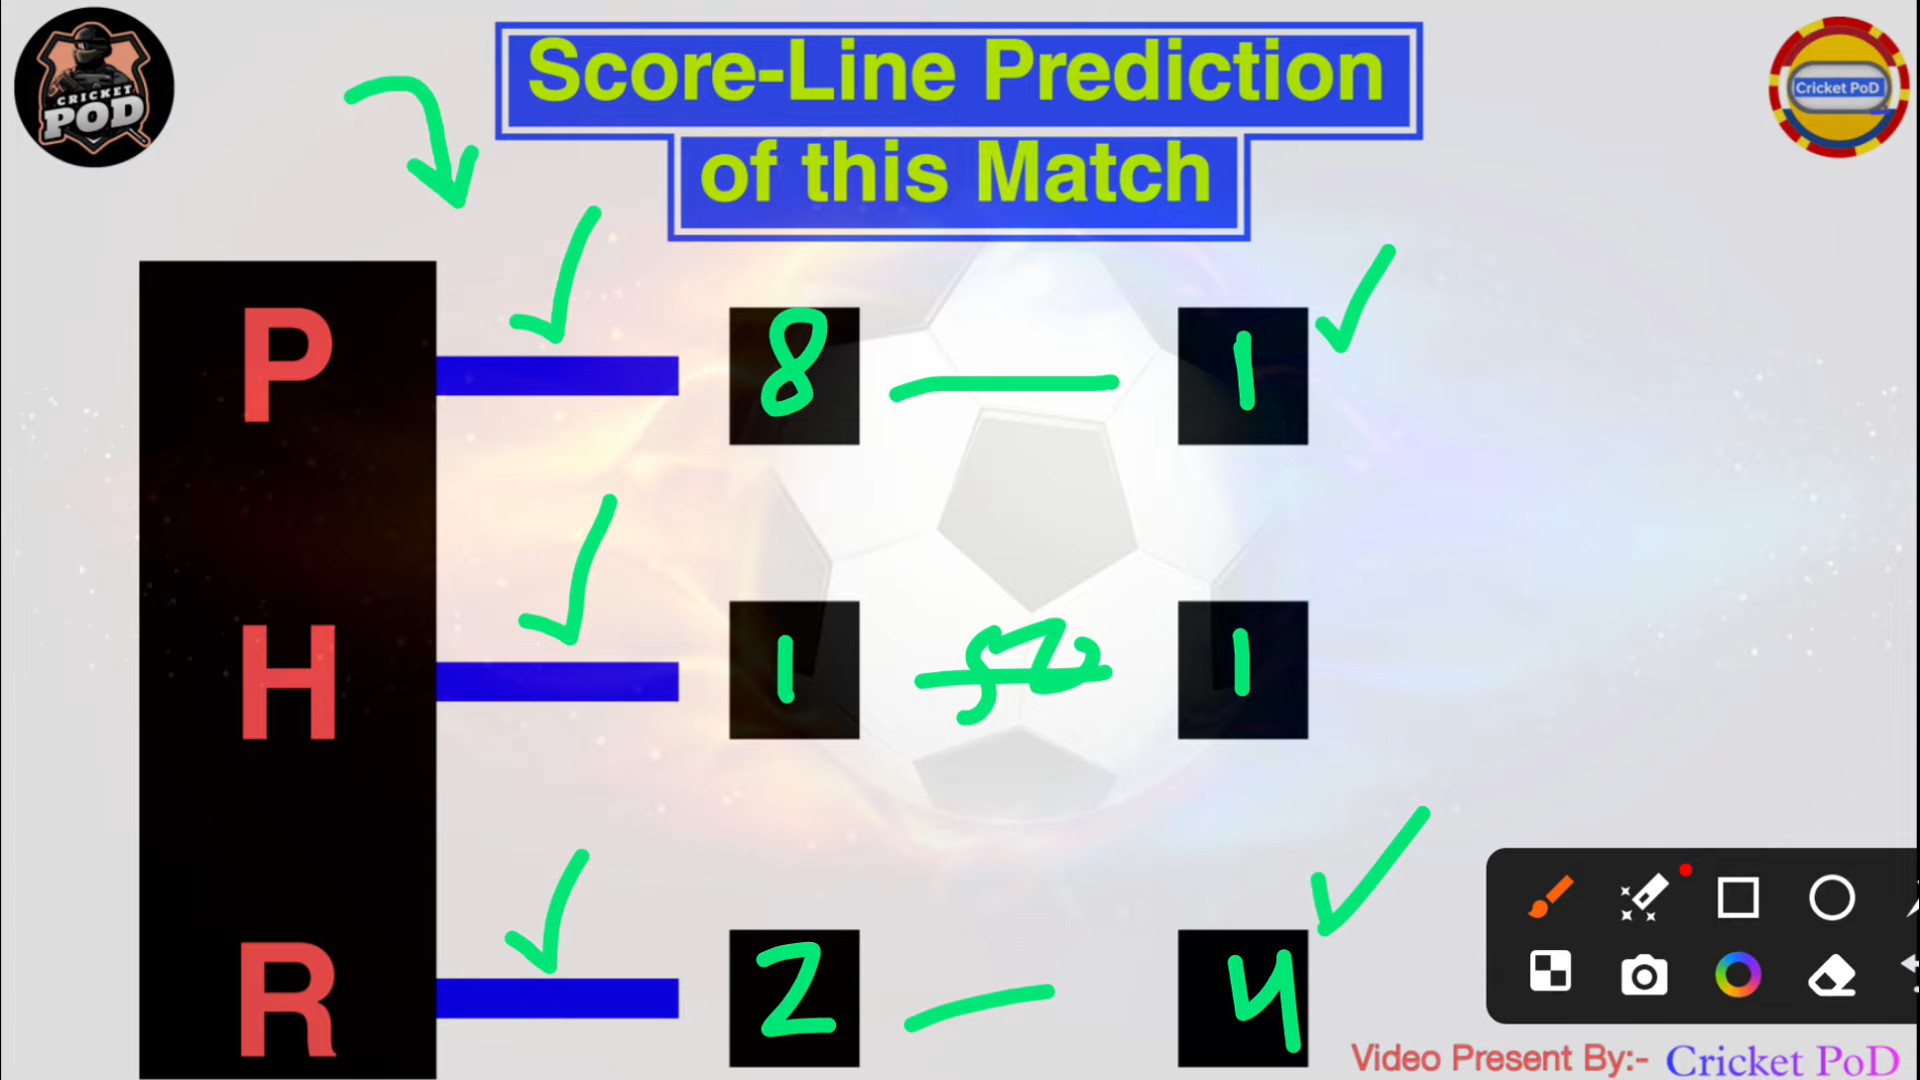 CRICKET
POD
Score-Line Prediction
of this Match
Cricket PoD
P 8 — 1
H 1 1
R 2 — 4
Video Present By:- Cricket PoD